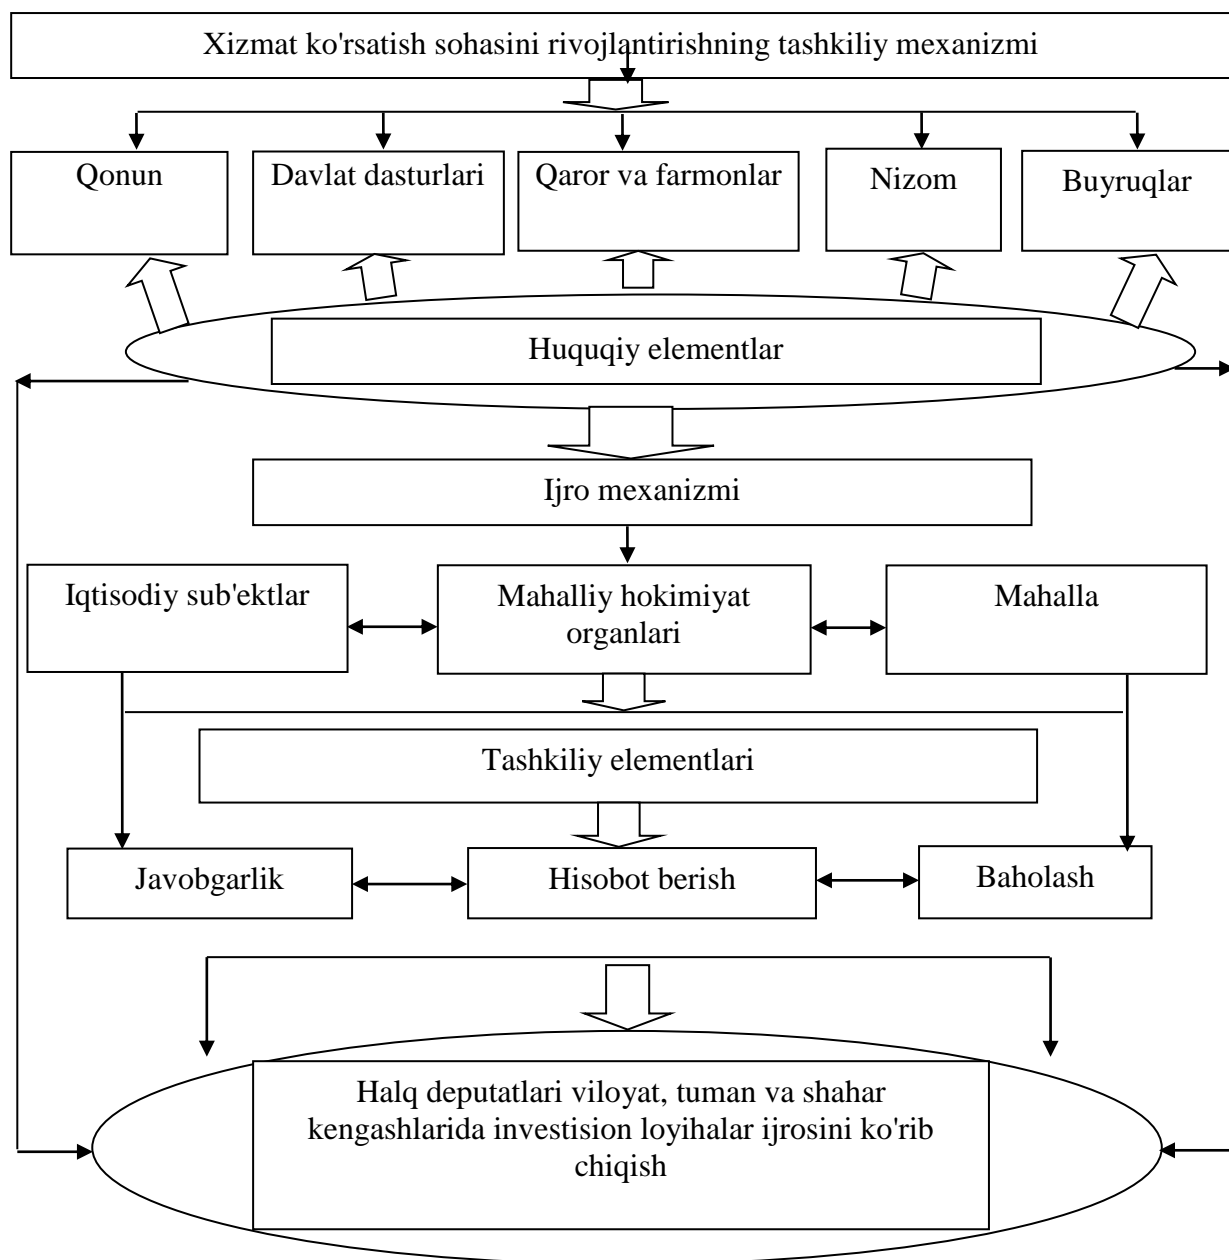 Xizmat ko'rsatish sohasini rivojlantirishning tashkiliy mexanizmi
Qonun
Davlat dasturlari
Qaror va farmonlar
Nizom
Buyruqlar
Huquqiy elementlar
Ijro mexanizmi
Iqtisodiy sub'ektlar
Mahalliy hokimiyat
organlari
Mahalla
Tashkiliy elementlari
Javobgarlik
Hisobot berish
Baholash
Halq deputatlari viloyat, tuman va shahar
kengashlarida investision loyihalar ijrosini ko'rib
chiqish